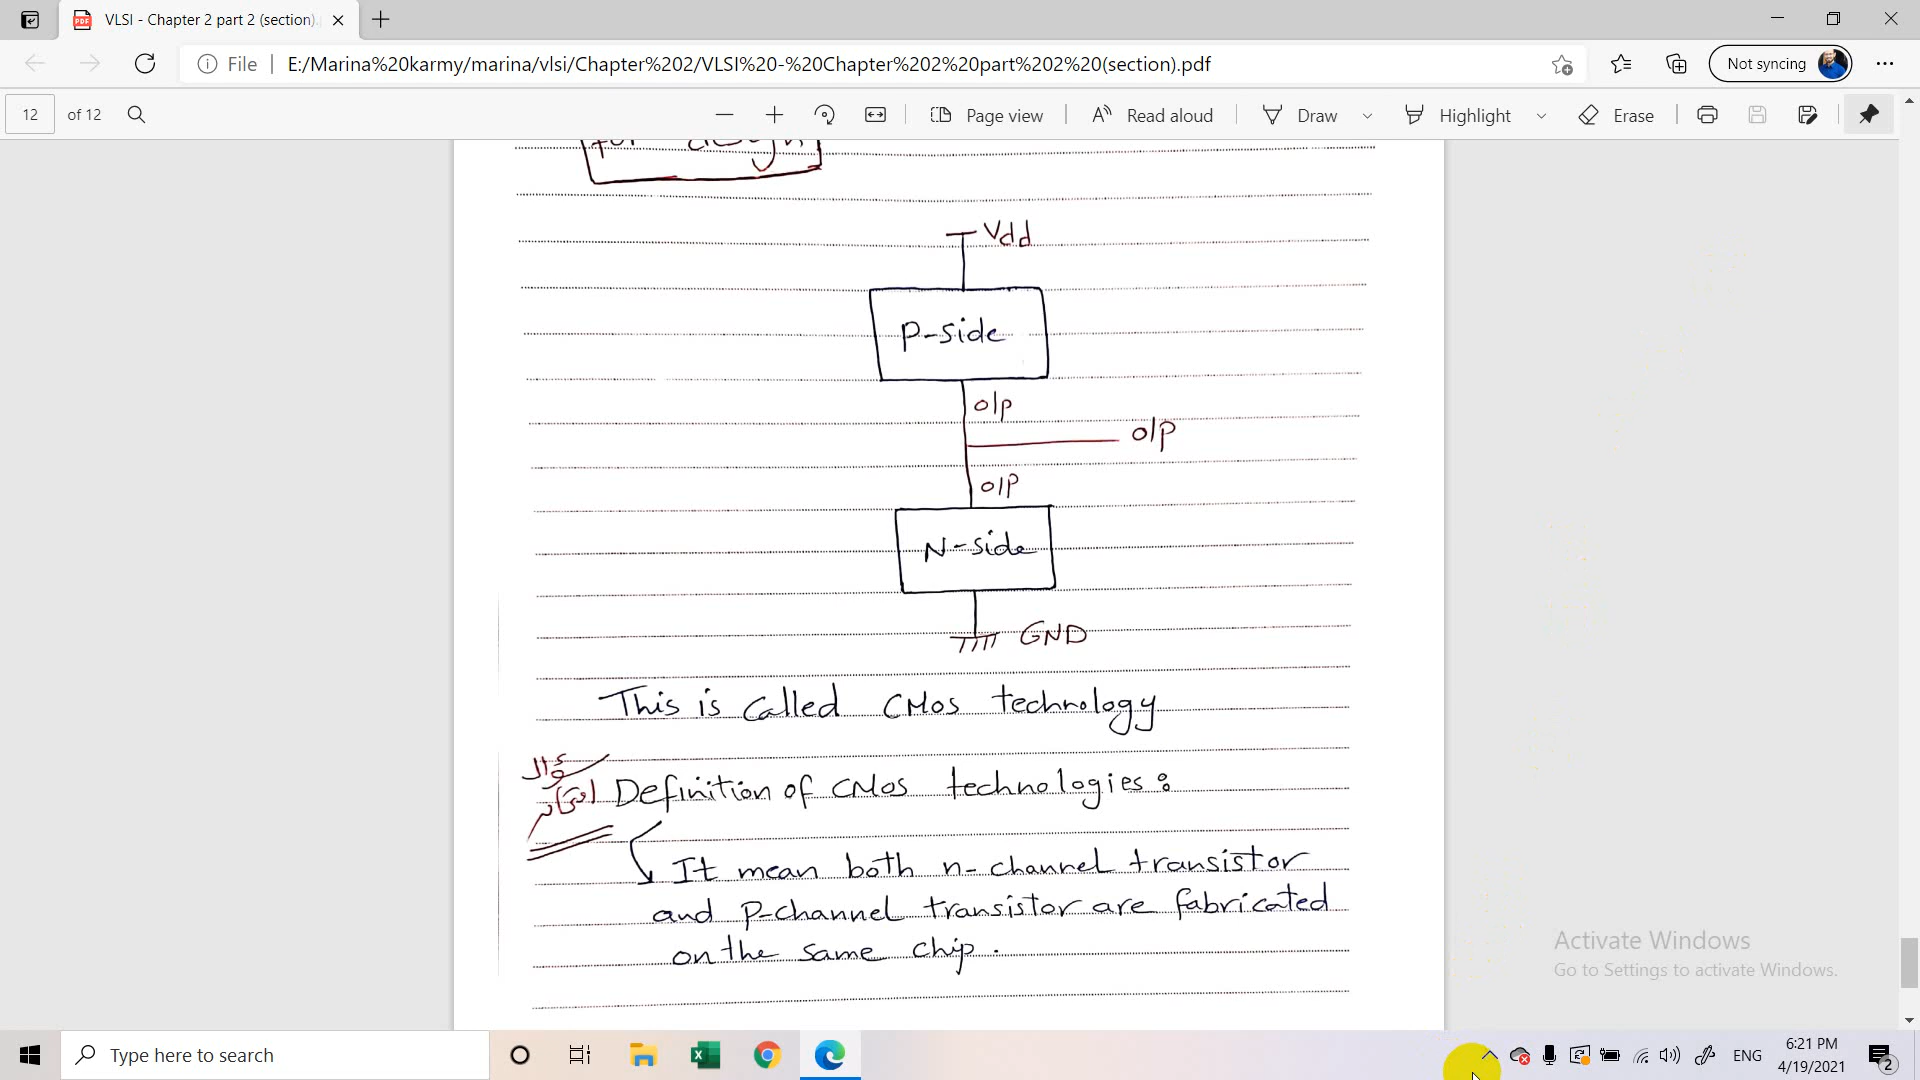 VLSI - Chapter 2 part 2 (section).
File
E:/Marina%20karmy/marina/vlsi/Chapter%202/VLSI%20-%20Chapter%202%20part%202%20(section).pdf
Not syncing
12 of 12
Page view
Read aloud
Draw
Highlight
Erase
for design
Vdd
P-side
o/p
o/p
o/p
N-side
GND
This is called CMOS technology
سؤال
امتحان
Definition of CMOS technologies:
It mean both n-channel transistor
and p-channel transistor are fabricated
on the same chip.
Activate Windows
Go to Settings to activate Windows.
Type here to search
ENG
6:21 PM
4/19/2021
2